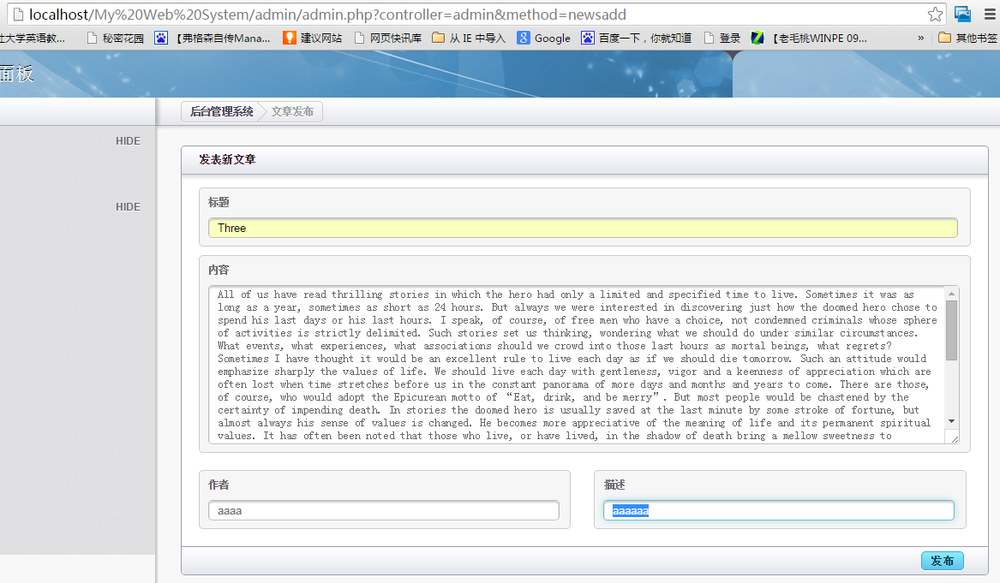 localhost/My%20Web%20System/admin/admin.php?controller=admin&method=newsadd
大学英语教... 秘密花园 【弗格森自传Mana... 建议网站 网页快讯库 从 IE 中导入 Google 百度一下，你就知道 登录 【老毛桃WINPE 09... » 其他书签
面板
后台管理系统 文章发布
HIDE
发表新文章
标题
HIDE
Three
内容
All of us have read thrilling stories in which the hero had only a limited and specified time to live. Sometimes it was as
long as a year, sometimes as short as 24 hours. But always we were interested in discovering just how the doomed hero chose to
spend his last days or his last hours. I speak, of course, of free men who have a choice, not condemned criminals whose sphere
of activities is strictly delimited. Such stories set us thinking, wondering what we should do under similar circumstances.
What events, what experiences, what associations should we crowd into those last hours as mortal beings, what regrets?
Sometimes I have thought it would be an excellent rule to live each day as if we should die tomorrow. Such an attitude would
emphasize sharply the values of life. We should live each day with gentleness, vigor and a keenness of appreciation which are
often lost when time stretches before us in the constant panorama of more days and months and years to come. There are those,
of course, who would adopt the Epicurean motto of “Eat, drink, and be merry”. But most people would be chastened by the
certainty of impending death. In stories the doomed hero is usually saved at the last minute by some stroke of fortune, but
almost always his sense of values is changed. He becomes more appreciative of the meaning of life and its permanent spiritual
values. It has often been noted that those who live, or have lived, in the shadow of death bring a mellow sweetness to
作者 描述
aaaa aaaaaa
发布